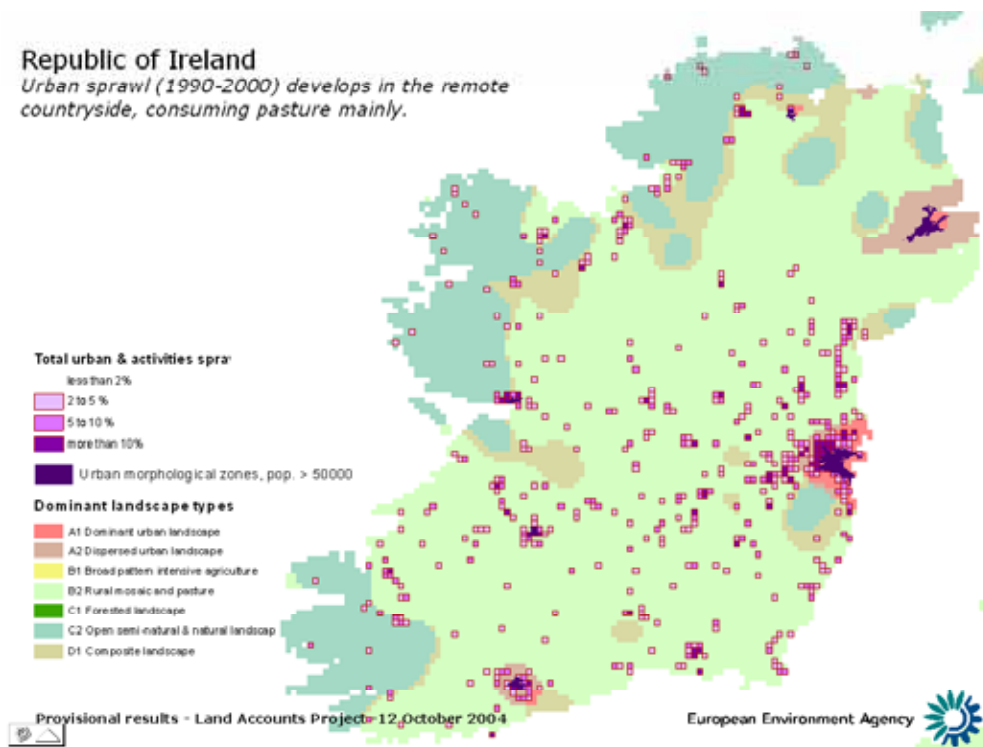 Republic of Ireland
Urban sprawl (1990-2000) develops in the remote
countryside, consuming pasture mainly.
Total urban & activities spra
less than 2%
2 to 5 %
5 to 10 %
more than 10%
Urban morphological zones, pop. > 50000
Dominant landscape types
A1 Dominant urban landscape
A2 Dispersed urban landscape
B1 Broad pattern intensive agriculture
B2 Rural mosaic and pasture
C1 Forested landscape
C2 Open semi-natural & natural landscap
D1 Composite landscape
Provisional results - Land Accounts Project - 12 October 2004
European Environment Agency